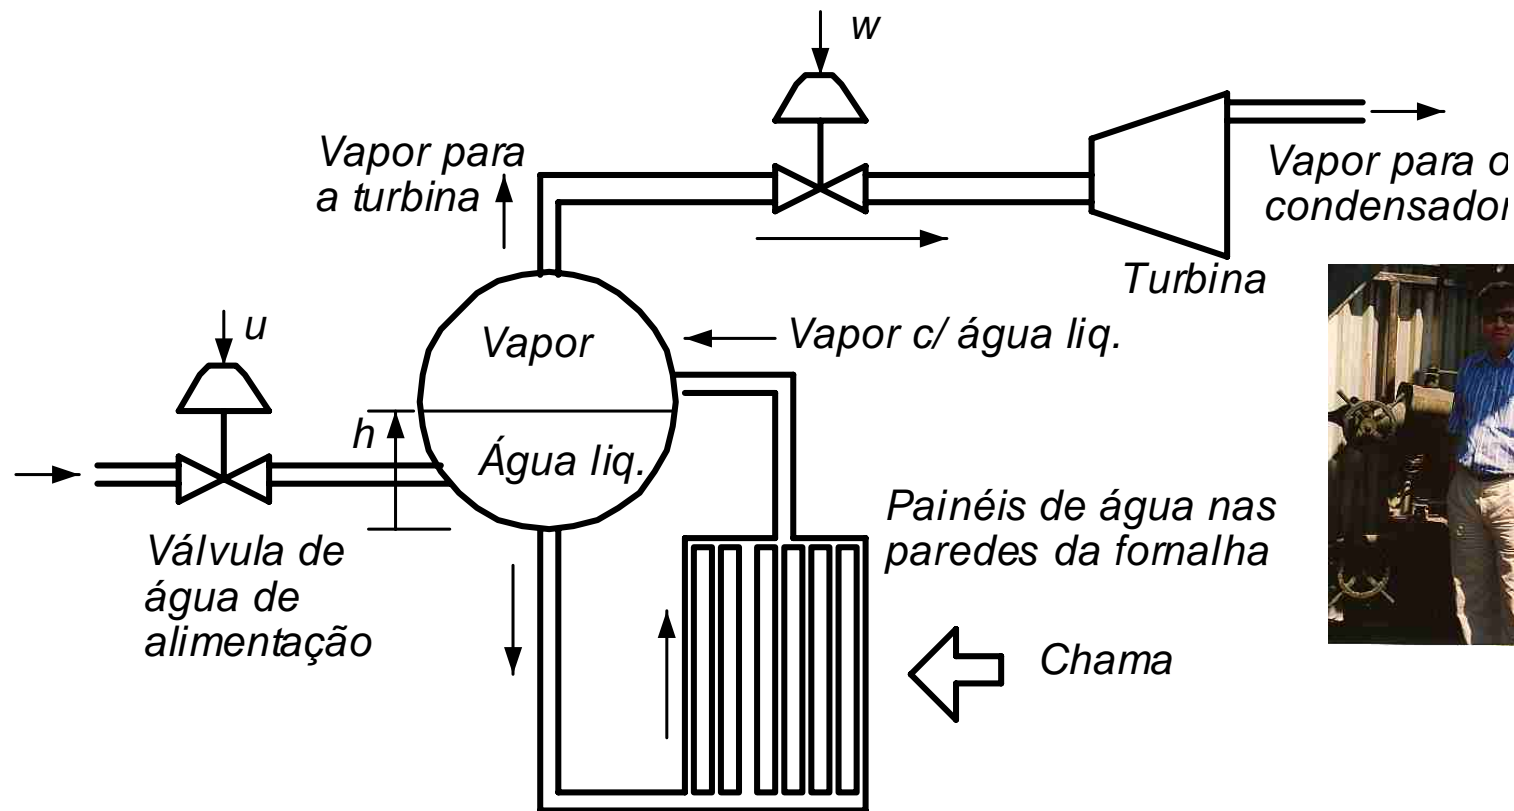 w
Vapor para
a turbina
Vapor para o
condensador
Turbina
u
Vapor
Vapor c/ água liq.
h
Água liq.
Válvula de
água de
alimentação
Painéis de água nas
paredes da fornalha
Chama